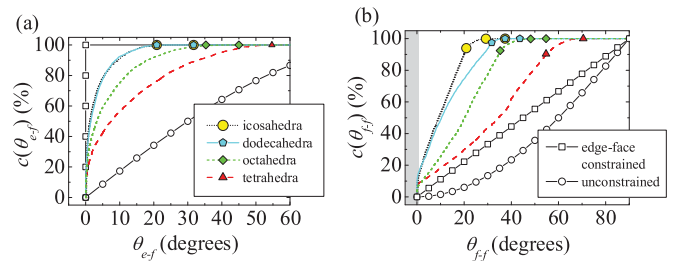 (a)
c(θe-f) (%)
100
80
60
40
20
0
0 10 20 30 40 50 60
θe-f (degrees)
icosahedra
dodecahedra
octahedra
tetrahedra
(b)
c(θf-f) (%)
100
80
60
40
20
0
0 20 40 60 80
θf-f (degrees)
edge-face
constrained
unconstrained